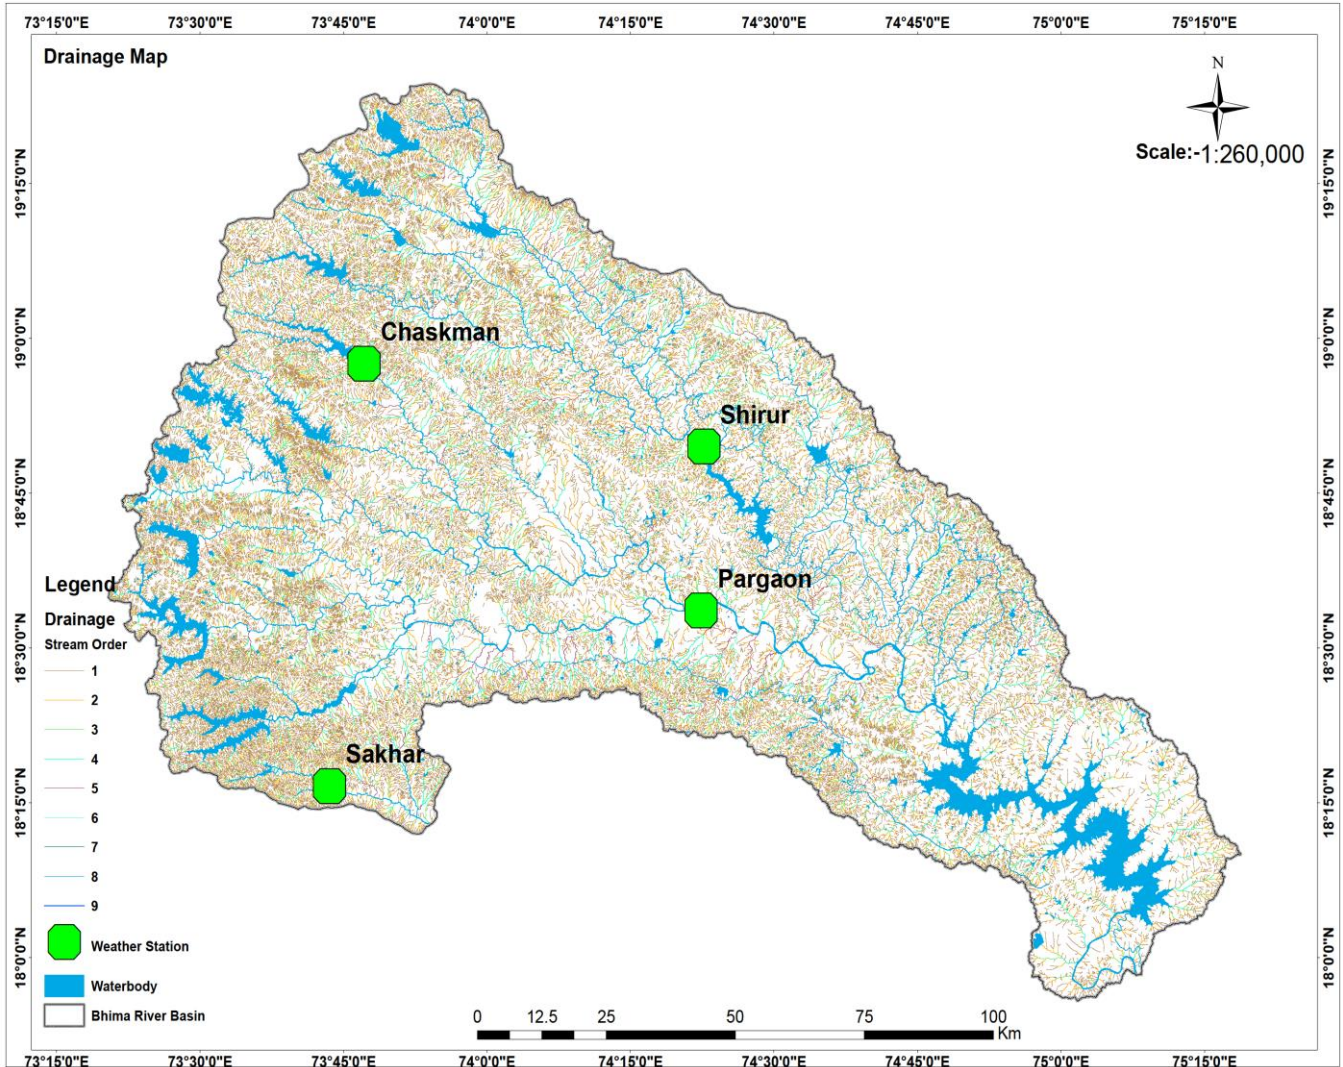 73°15'0"E 73°30'0"E 73°45'0"E 74°0'0"E 74°15'0"E 74°30'0"E 74°45'0"E 75°0'0"E 75°15'0"E
Drainage Map
N
Scale:-1:260,000
19°15'0"N 19°15'0"N
Chaskman
19°0'0"N 19°0'0"N
Shirur
18°45'0"N 18°45'0"N
Pargaon
Legend
Drainage
18°30'0"N 18°30'0"N
Stream Order
1
2
3
Sakhar
4
5
18°15'0"N 18°15'0"N
6
7
8
9
Weather Station
18°0'0"N 18°0'0"N
Waterbody
Bhima River Basin
0 12.5 25 50 75 100
Km
73°15'0"E 73°30'0"E 73°45'0"E 74°0'0"E 74°15'0"E 74°30'0"E 74°45'0"E 75°0'0"E 75°15'0"E